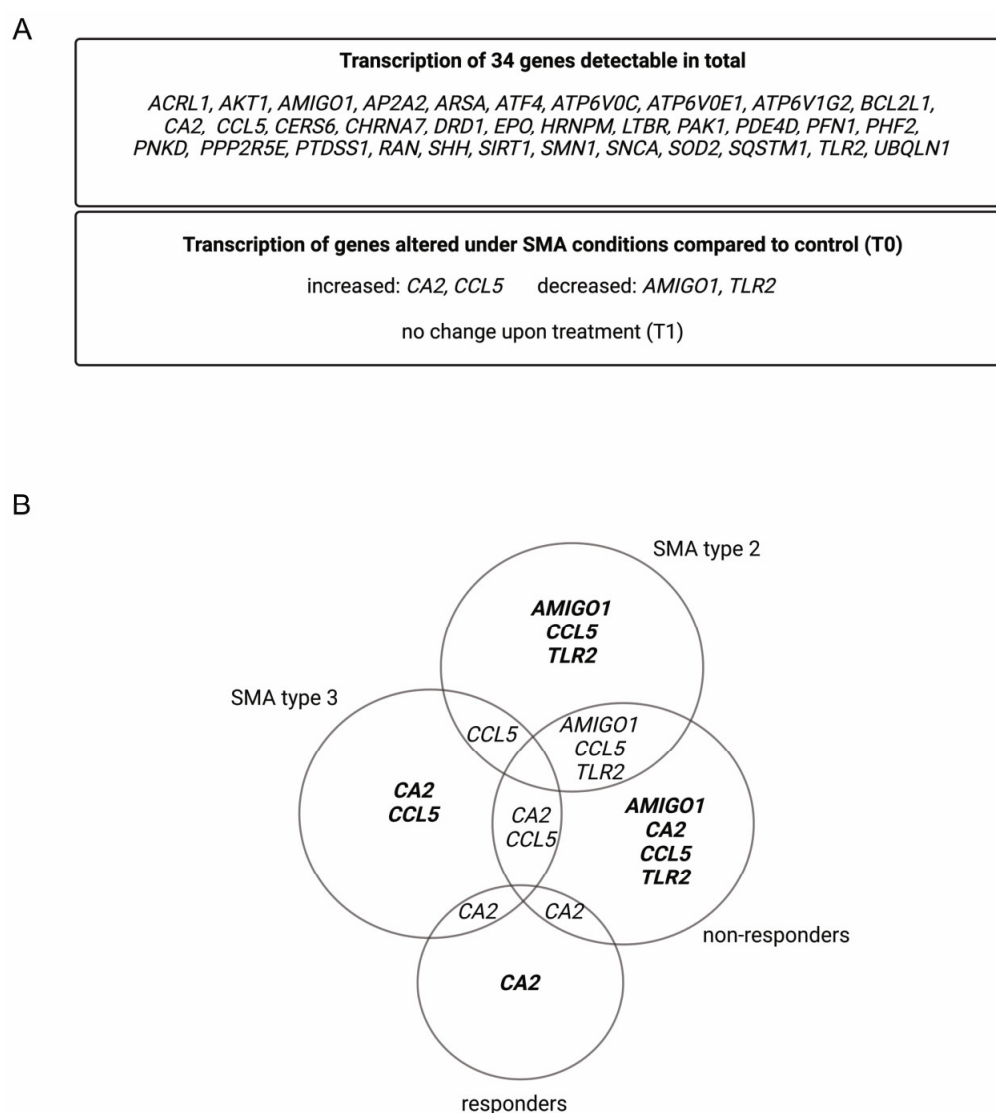 A
Transcription of 34 genes detectable in total
ACRL1, AKT1, AMIGO1, AP2A2, ARSA, ATF4, ATP6V0C, ATP6V0E1, ATP6V1G2, BCL2L1,
CA2, CCL5, CERS6, CHRNA7, DRD1, EPO, HRNPM, LTBR, PAK1, PDE4D, PFN1, PHF2,
PNKD, PPP2R5E, PTDSS1, RAN, SHH, SIRT1, SMN1, SNCA, SOD2, SQSTM1, TLR2, UBQLN1
Transcription of genes altered under SMA conditions compared to control (T0)
increased: CA2, CCL5 decreased: AMIGO1, TLR2
no change upon treatment (T1)
B
SMA type 2
AMIGO1
CCL5
TLR2
SMA type 3
CCL5
AMIGO1
CCL5
TLR2
CA2
CCL5
CA2
CCL5
AMIGO1
CA2
CCL5
TLR2
CA2
CA2
non-responders
CA2
responders